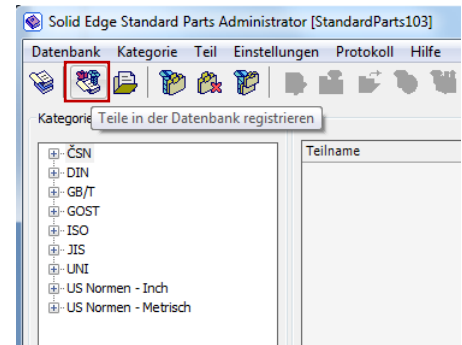 Solid Edge Standard Parts Administrator [StandardParts103]
Datenbank Kategorie Teil Einstellungen Protokoll Hilfe
Teile in der Datenbank registrieren
Kategorie
Teilname
ČSN
DIN
GB/T
GOST
ISO
JIS
UNI
US Normen - Inch
US Normen - Metrisch